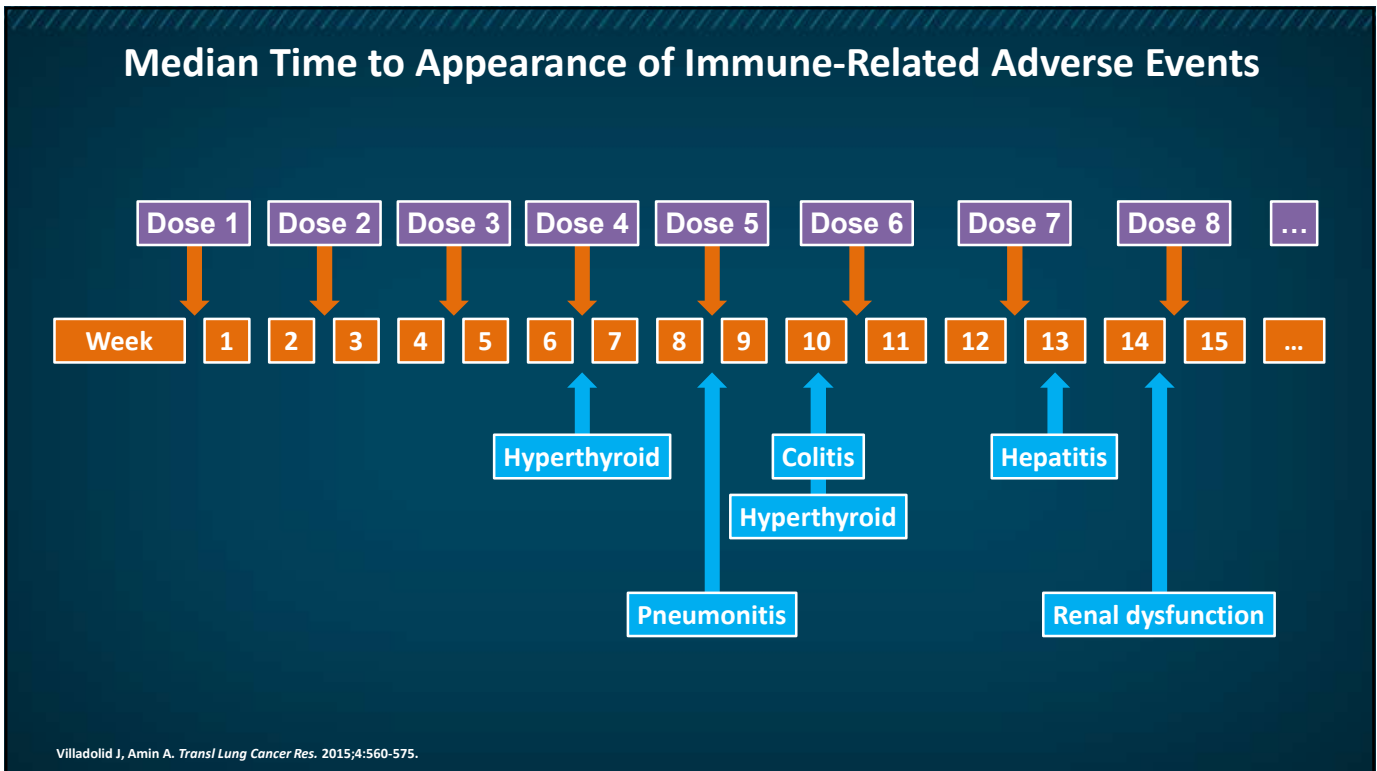 Median Time to Appearance of Immune-Related Adverse Events
Dose 1 Dose 2 Dose 3 Dose 4 Dose 5 Dose 6 Dose 7 Dose 8 ...
Week 1 2 3 4 5 6 7 8 9 10 11 12 13 14 15 ...
Hyperthyroid Colitis Hepatitis
Hyperthyroid
Pneumonitis Renal dysfunction
Villadolid J, Amin A. Transl Lung Cancer Res. 2015;4:560-575.